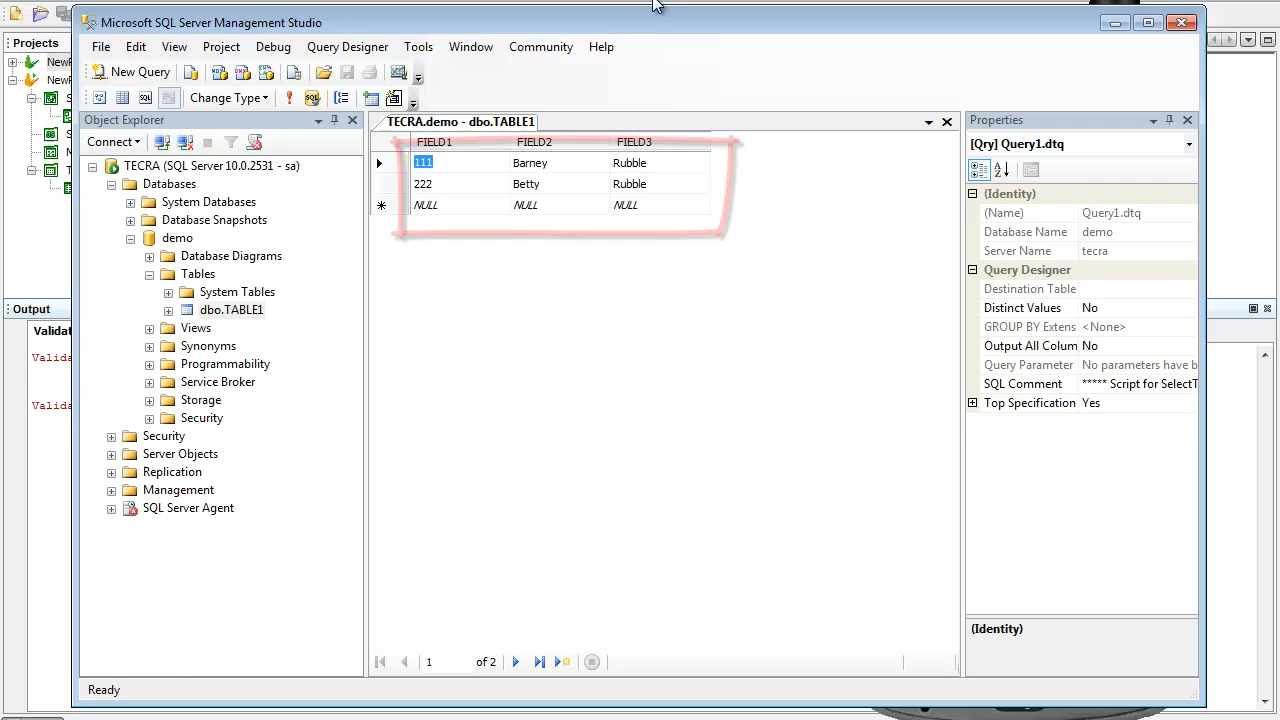 Microsoft SQL Server Management Studio
File Edit View Project Debug Query Designer Tools Window Community Help
New Query
Change Type
Projects
Object Explorer
Connect
TECRA (SQL Server 10.0.2531 - sa)
Databases
System Databases
Database Snapshots
demo
Database Diagrams
Tables
System Tables
dbo.TABLE1
Views
Synonyms
Programmability
Service Broker
Storage
Security
Security
Server Objects
Replication
Management
SQL Server Agent
TECRA.demo - dbo.TABLE1
FIELD1 FIELD2 FIELD3
111 Barney Rubble
222 Betty Rubble
NULL NULL NULL
1 of 2
Properties
[Qry] Query1.dtq
(Identity)
(Name) Query1.dtq
Database Name demo
Server Name tecra
Query Designer
Destination Table
Distinct Values No
GROUP BY Extens <None>
Output All Colum No
Query Parameter No parameters have b
SQL Comment ***** Script for SelectT
Top Specification Yes
(Identity)
Output
Ready